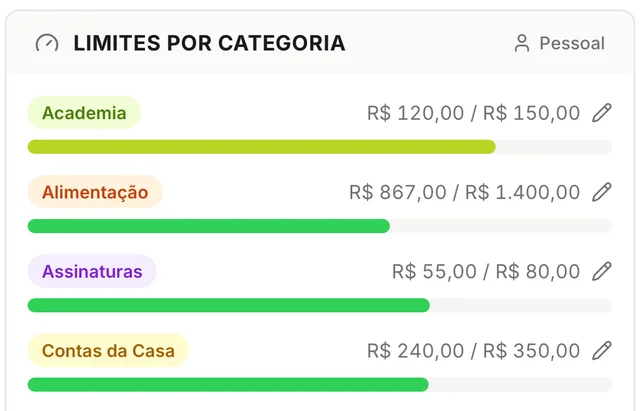 LIMITES POR CATEGORIA Pessoal
Academia R$ 120,00 / R$ 150,00
Alimentação R$ 867,00 / R$ 1.400,00
Assinaturas R$ 55,00 / R$ 80,00
Contas da Casa R$ 240,00 / R$ 350,00